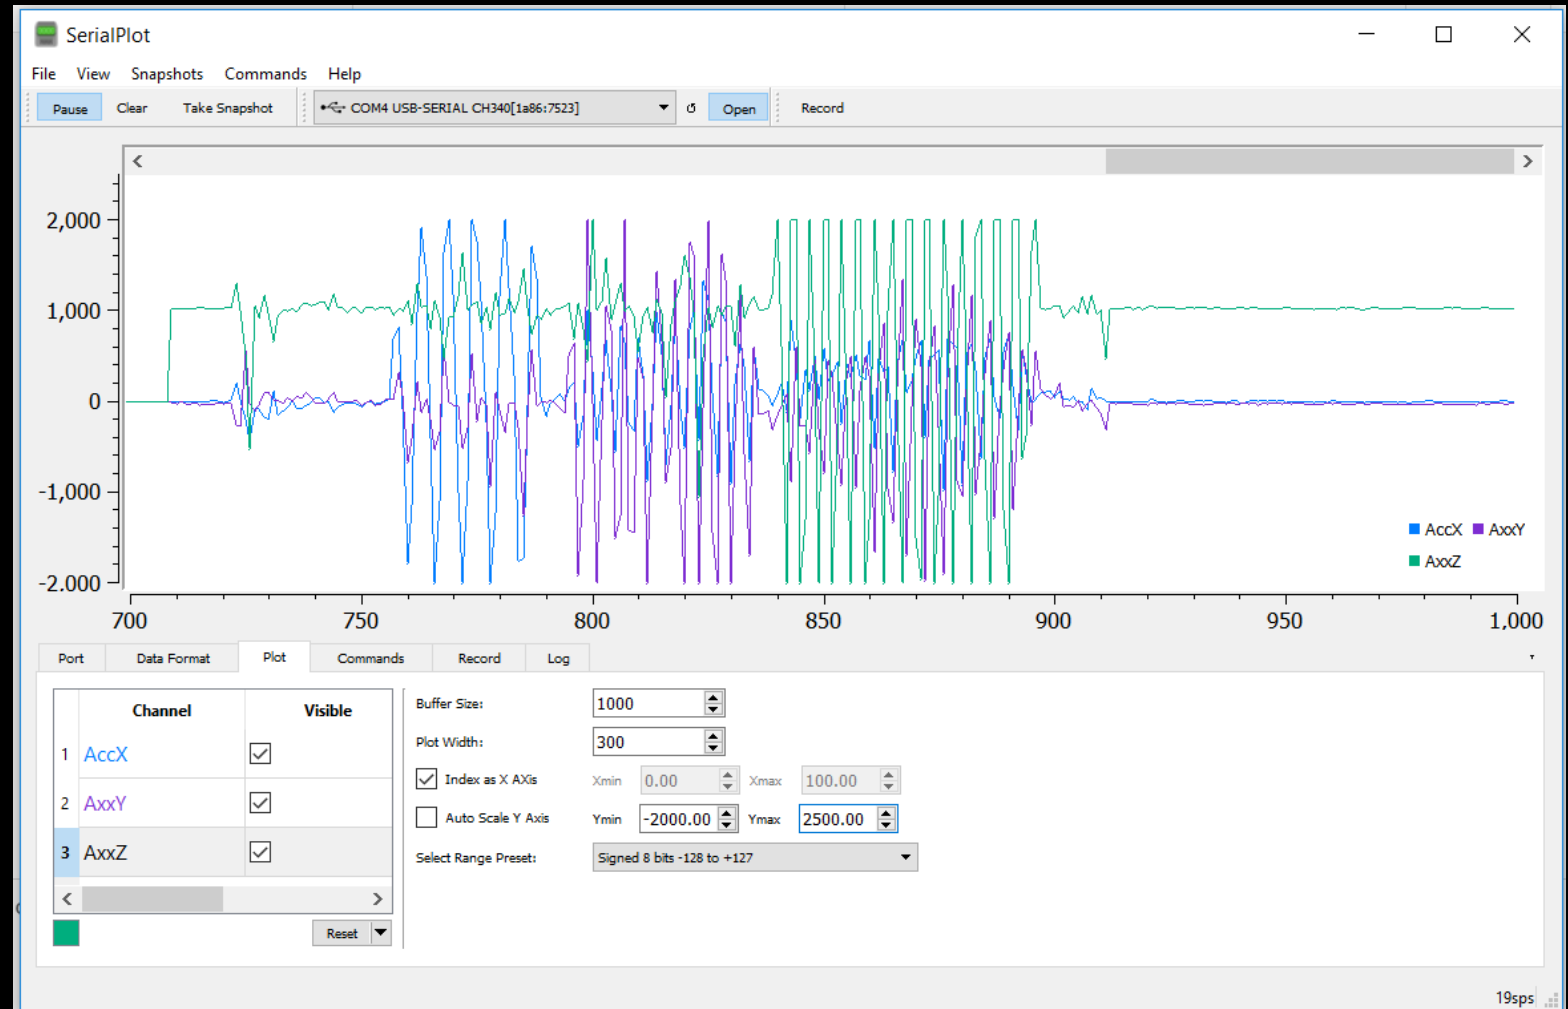 SerialPlot
File View Snapshots Commands Help
Pause Clear Take Snapshot COM4 USB-SERIAL CH340[1a86:7523] Open Record
2,000
1,000
0
-1,000
-2.000
AccX AxxY
AxxZ
700 750 800 850 900 950 1,000
Port Data Format Plot Commands Record Log
Channel Visible
1 AccX
2 AxxY
3 AxxZ
Reset
Buffer Size: 1000
Plot Width: 300
Index as X AXis Xmin 0.00 Xmax 100.00
Auto Scale Y Axis Ymin -2000.00 Ymax 2500.00
Select Range Preset: Signed 8 bits -128 to +127
19sps